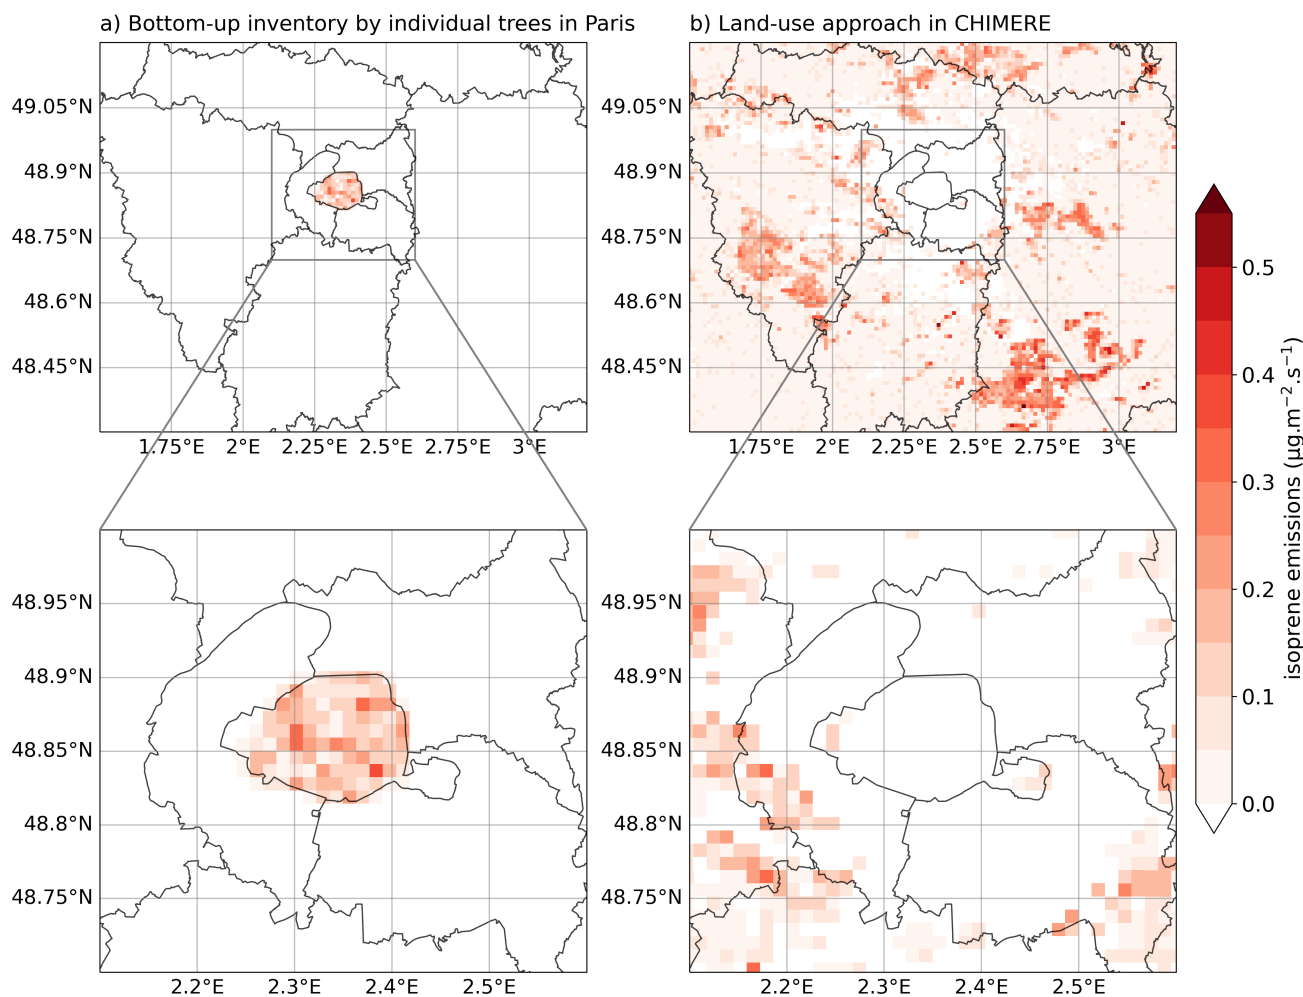 a) Bottom-up inventory by individual trees in Paris
b) Land-use approach in CHIMERE
49.05°N
48.9°N
48.75°N
48.6°N
48.45°N
1.75°E 2°E 2.25°E 2.5°E 2.75°E 3°E
49.05°N
48.9°N
48.75°N
48.6°N
48.45°N
1.75°E 2°E 2.25°E 2.5°E 2.75°E 3°E
48.95°N
48.9°N
48.85°N
48.8°N
48.75°N
2.2°E 2.3°E 2.4°E 2.5°E
48.95°N
48.9°N
48.85°N
48.8°N
48.75°N
2.2°E 2.3°E 2.4°E 2.5°E
0.5
0.4
0.3
0.2
0.1
0.0
isoprene emissions (μg.m⁻².s⁻¹)